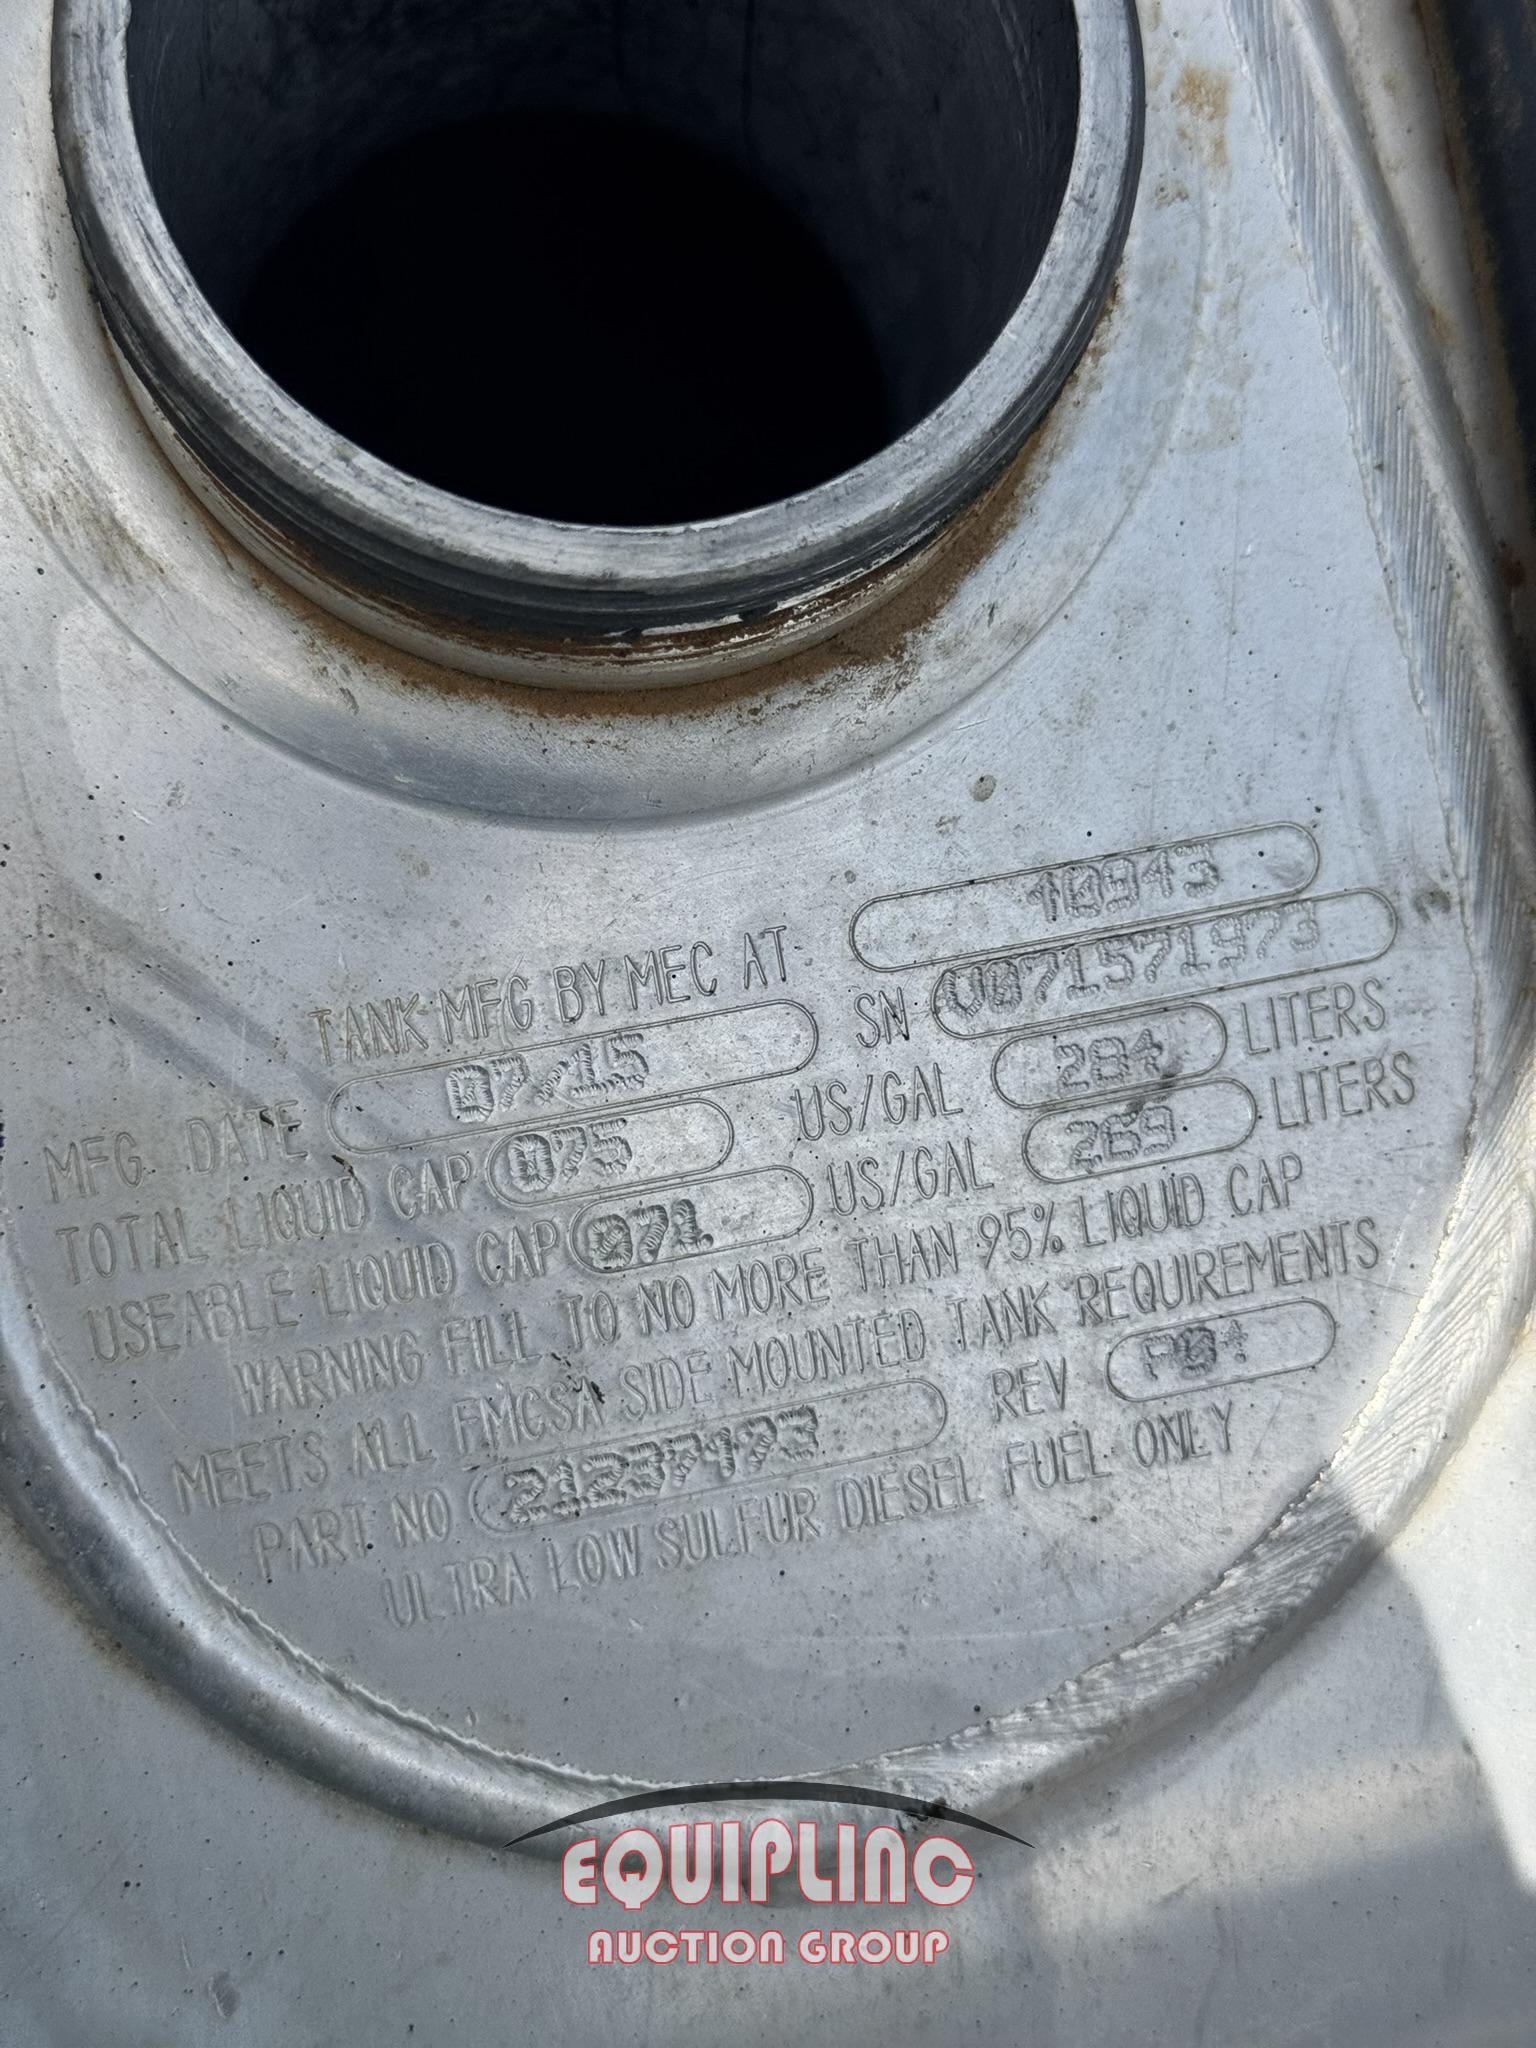 TANK MFG BY MEC AT 10943
MFG. DATE 07/15 SN V071571973
TOTAL LIQUID CAP 075 US/GAL 284 LITERS
USEABLE LIQUID CAP 071 US/GAL 269 LITERS
WARNING FILL TO NO MORE THAN 95% LIQUID CAP
MEETS ALL FMCSA SIDE MOUNTED TANK REQUIREMENTS
PART NO 21237473 REV P01
ULTRA LOW SULFUR DIESEL FUEL ONLY
EQUIPLINC
AUCTION GROUP